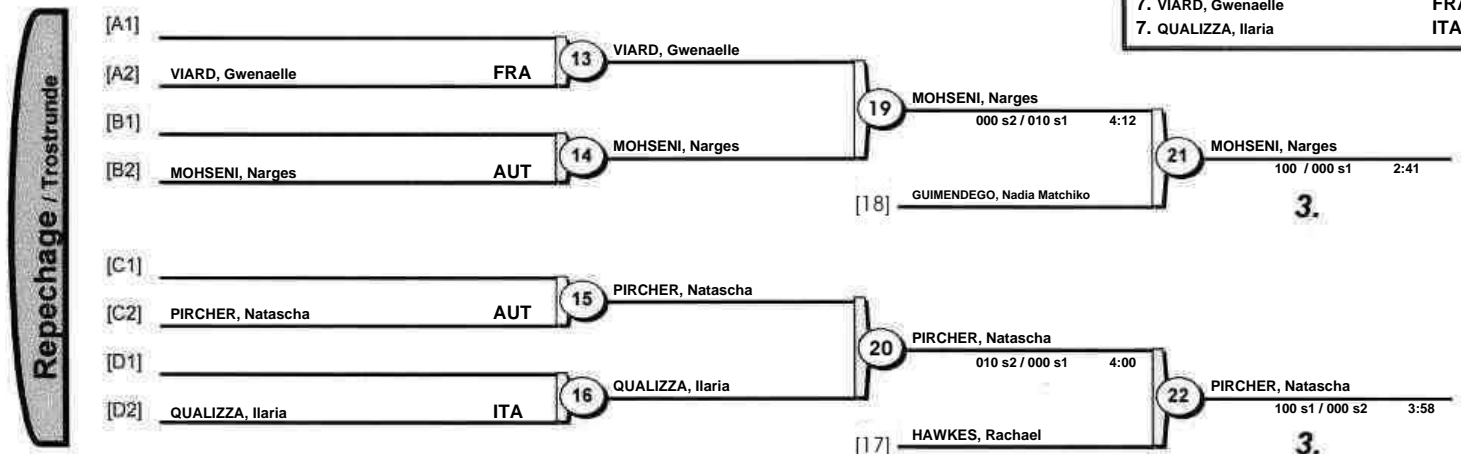 7. VIARD, Gwenaelle FRA
7. QUALIZZA, Ilaria ITA
Repechage / Trostrunde
[A1]
13 VIARD, Gwenaelle
[A2] VIARD, Gwenaelle FRA
19 MOHSENI, Narges
000 s2 / 010 s1 4:12
[B1]
[B2] MOHSENI, Narges AUT
14 MOHSENI, Narges
21 MOHSENI, Narges
100 / 000 s1 2:41
[18] GUIMENDEGO, Nadia Matchiko
3.
[C1]
15 PIRCHER, Natascha
[C2] PIRCHER, Natascha AUT
20 PIRCHER, Natascha
010 s2 / 000 s1 4:00
[D1]
16 QUALIZZA, Ilaria
[D2] QUALIZZA, Ilaria ITA
22 PIRCHER, Natascha
100 s1 / 000 s2 3:58
[17] HAWKES, Rachael
3.